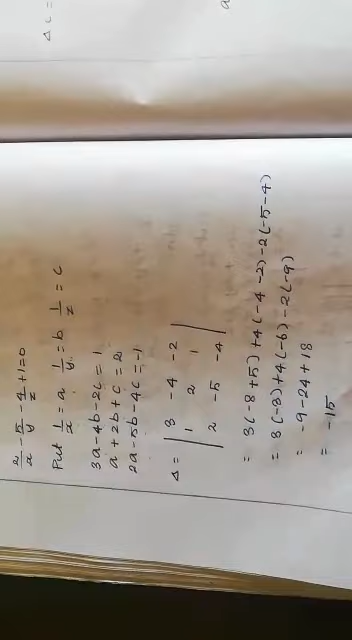 Δc =
2/x - 5/y - 4/z + 1 = 0
Put 1/x = a 1/y = b 1/z = c
3a - 4b - 2c = 1
a + 2b + c = 2
2a - 5b - 4c = -1
Δ = | 3 -4 -2 |
| 1 2 1 |
| 2 -5 -4 |
= 3(-8+5) + 4(-4-2) - 2(-5-4)
= 3(-3) + 4(-6) - 2(-9)
= -9 - 24 + 18
= -15